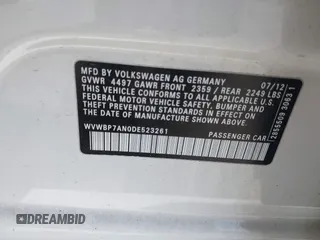 MFD BY VOLKSWAGEN AG GERMANY 07/12
GVWR 4497 GAWR FRONT 2359 / REAR 2249 LBS
THIS VEHICLE CONFORMS TO ALL APPLICABLE
FEDERAL MOTOR VEHICLE SAFETY, BUMPER, AND
THEFT PREVENTION STANDARDS IN EFFECT ON THE
DATE OF MANUFACTURE SHOWN ABOVE.
WVWBP7AN0DE523261 PASSENGER CAR
DREAMBID